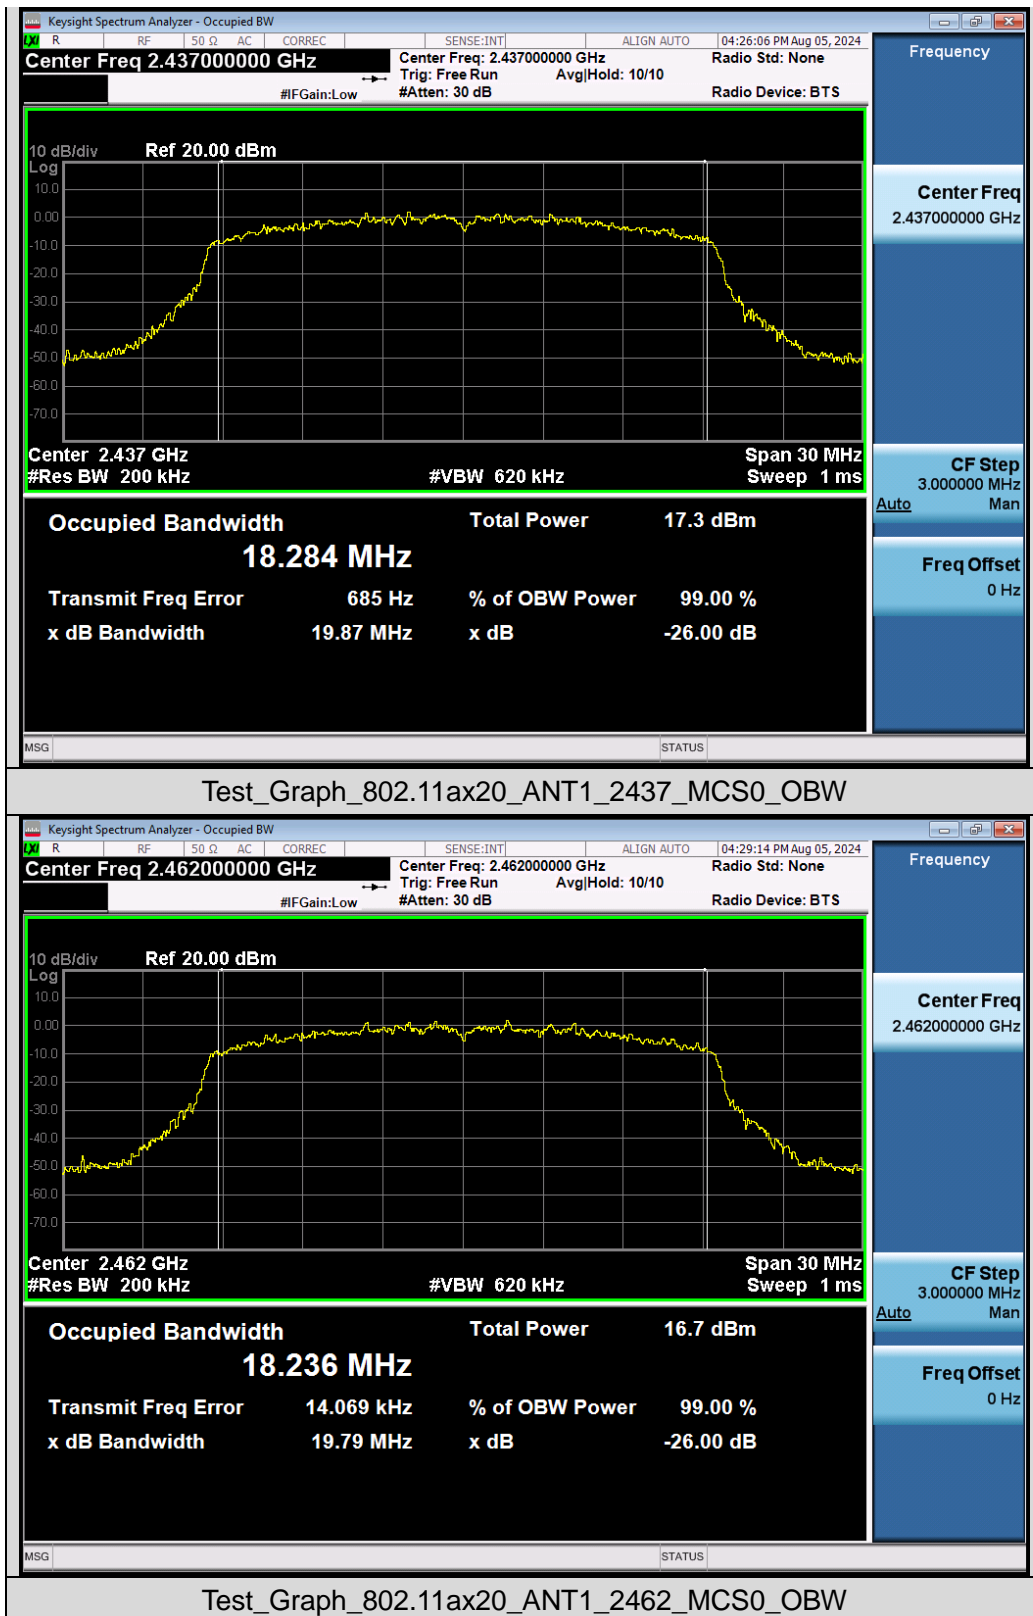 Keysight Spectrum Analyzer - Occupied BW
LXI R RF 50 Ω AC CORREC SENSE:INT ALIGN AUTO 04:26:06 PM Aug 05, 2024
Center Freq 2.437000000 GHz Center Freq: 2.437000000 GHz Radio Std: None
Trig: Free Run Avg|Hold: 10/10
#IFGain:Low #Atten: 30 dB Radio Device: BTS
Frequency
10 dB/div Ref 20.00 dBm
Log
10.0
0.00
-10.0
-20.0
-30.0
-40.0
-50.0
-60.0
-70.0
Center 2.437 GHz Span 30 MHz
#Res BW 200 kHz #VBW 620 kHz Sweep 1 ms
Center Freq
2.437000000 GHz
CF Step
3.000000 MHz
Auto Man
Freq Offset
0 Hz
Occupied Bandwidth Total Power 17.3 dBm
18.284 MHz
Transmit Freq Error 685 Hz % of OBW Power 99.00 %
x dB Bandwidth 19.87 MHz x dB -26.00 dB
MSG STATUS
Test_Graph_802.11ax20_ANT1_2437_MCS0_OBW
Keysight Spectrum Analyzer - Occupied BW
LXI R RF 50 Ω AC CORREC SENSE:INT ALIGN AUTO 04:29:14 PM Aug 05, 2024
Center Freq 2.462000000 GHz Center Freq: 2.462000000 GHz Radio Std: None
Trig: Free Run Avg|Hold: 10/10
#IFGain:Low #Atten: 30 dB Radio Device: BTS
Frequency
10 dB/div Ref 20.00 dBm
Log
10.0
0.00
-10.0
-20.0
-30.0
-40.0
-50.0
-60.0
-70.0
Center 2.462 GHz Span 30 MHz
#Res BW 200 kHz #VBW 620 kHz Sweep 1 ms
Center Freq
2.462000000 GHz
CF Step
3.000000 MHz
Auto Man
Freq Offset
0 Hz
Occupied Bandwidth Total Power 16.7 dBm
18.236 MHz
Transmit Freq Error 14.069 kHz % of OBW Power 99.00 %
x dB Bandwidth 19.79 MHz x dB -26.00 dB
MSG STATUS
Test_Graph_802.11ax20_ANT1_2462_MCS0_OBW